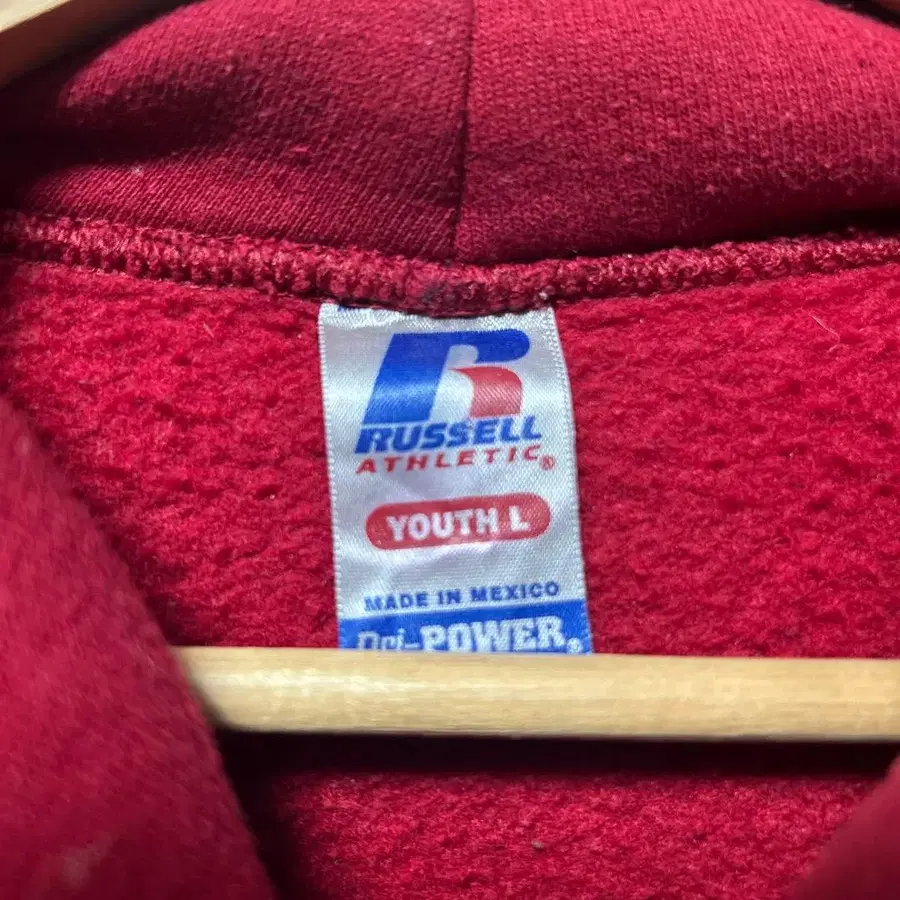 RUSSELL
ATHLETIC®
YOUTH L
MADE IN MEXICO
Dri-POWER®